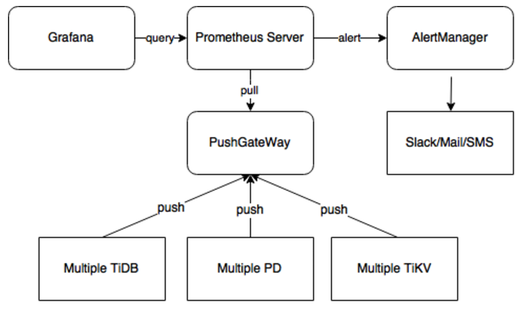 Grafana
query
Prometheus Server
alert
AlertManager
pull
PushGateWay
Slack/Mail/SMS
push
push
push
Multiple TiDB
Multiple PD
Multiple TiKV